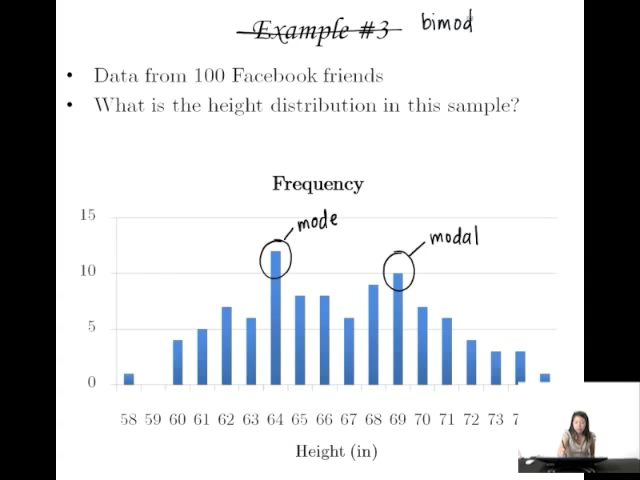 Example #3 bimod
• Data from 100 Facebook friends
• What is the height distribution in this sample?
Frequency
mode
modal
15
10
5
0
58 59 60 61 62 63 64 65 66 67 68 69 70 71 72 73 7
Height (in)